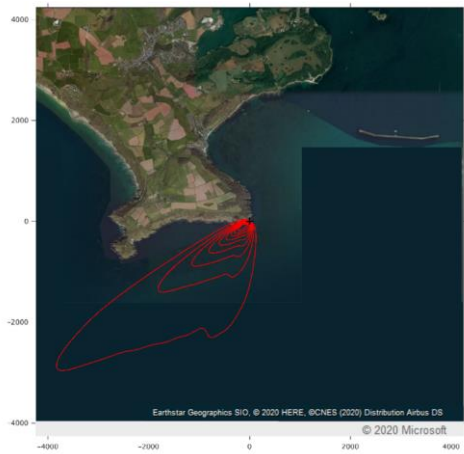 4000
2000
0
−2000
−4000
Earthstar Geographics SIO, © 2020 HERE, ©CNES (2020) Distribution Airbus DS
© 2020 Microsoft
−4000 −2000 0 2000 4000